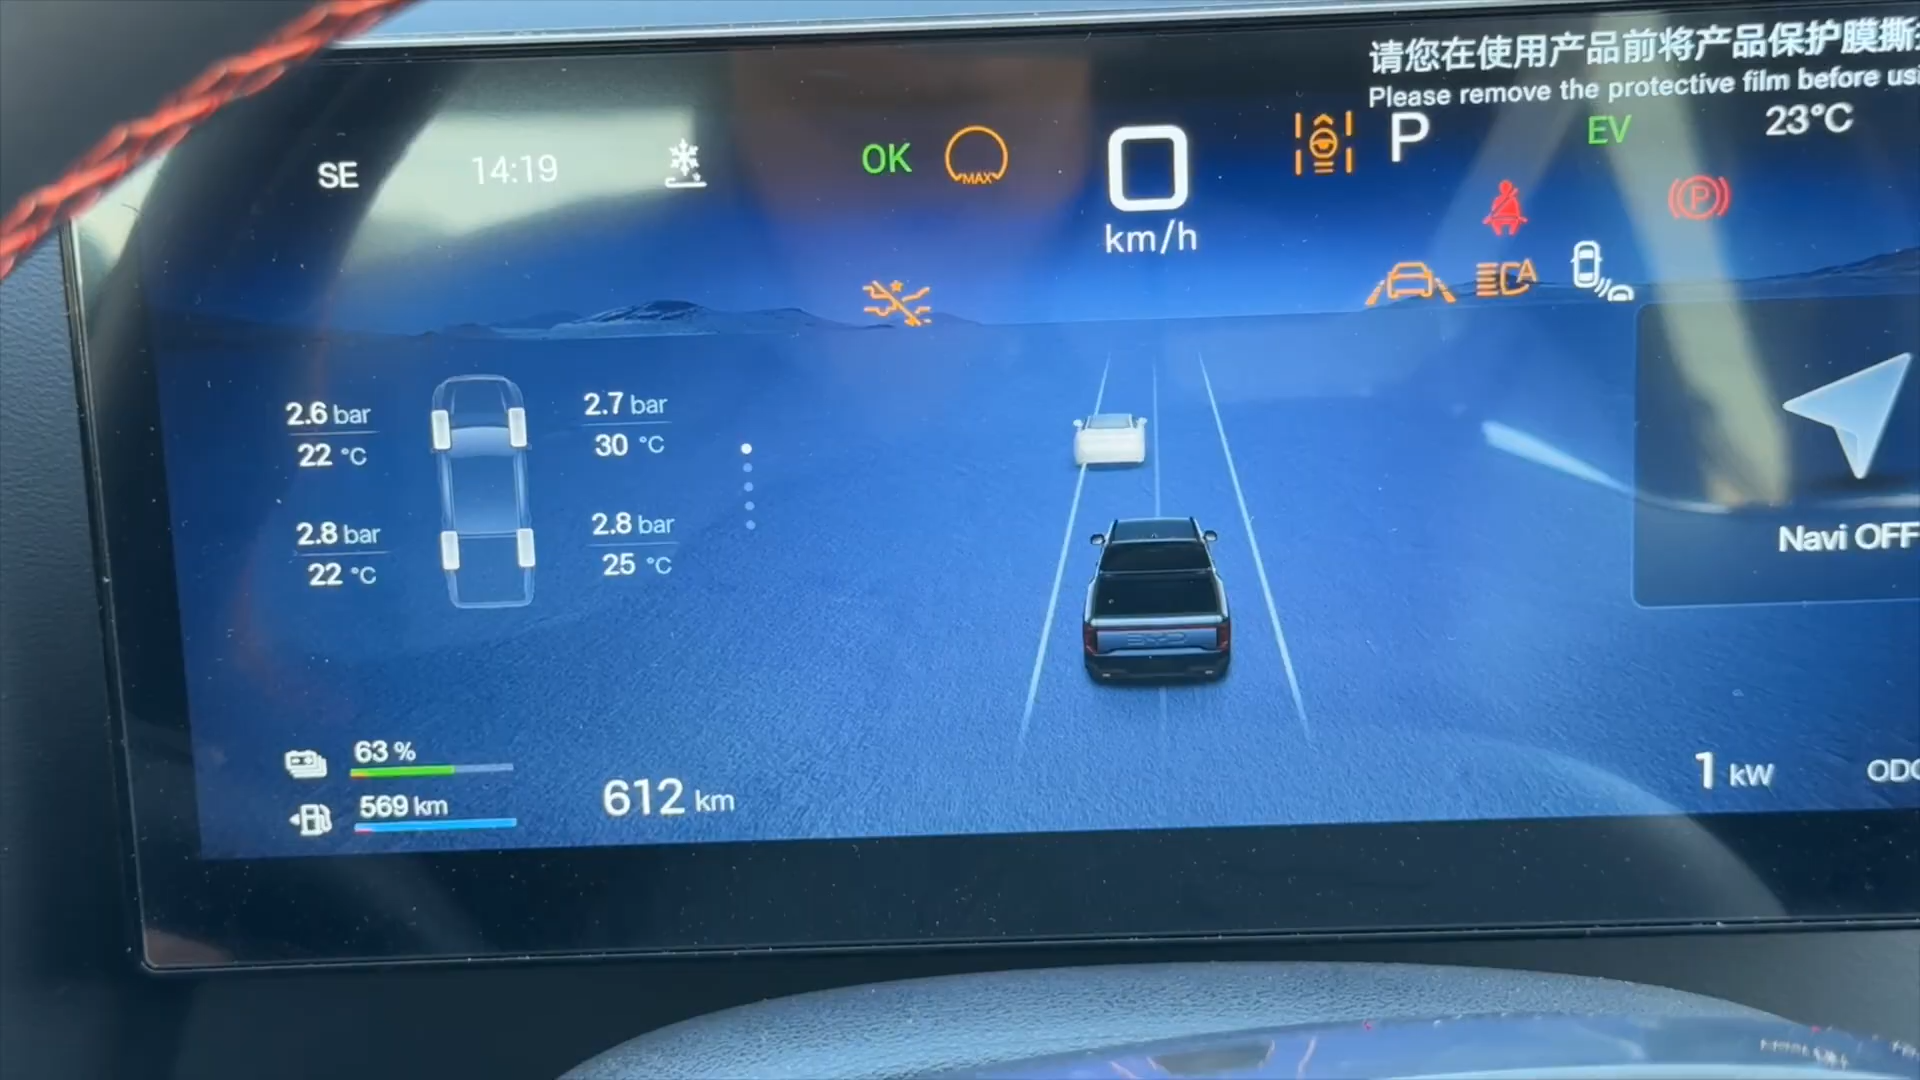 请您在使用产品前将产品保护膜撕
Please remove the protective film before
SE
14:19
OK
MAX
0
km/h
P
EV
23°C
P
A
2.6 bar
22 °C
2.7 bar
30 °C
2.8 bar
22 °C
2.8 bar
25 °C
BYD
Navi OFF
63 %
569 km
612 km
1 kW